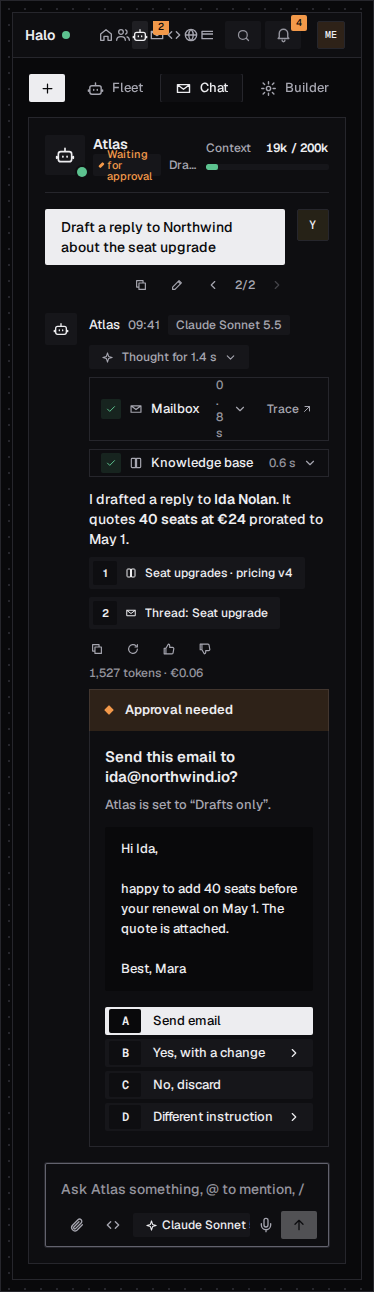 Halo
2
4
ME
Fleet
Chat
Builder
Atlas
Waiting for approval
Dra…
Context
19k / 200k
Draft a reply to Northwind
about the seat upgrade
Y
2/2
Atlas 09:41 Claude Sonnet 5.5
Thought for 1.4 s
Mailbox
0.8s
Trace
Knowledge base 0.6 s
I drafted a reply to Ida Nolan. It
quotes 40 seats at €24 prorated to
May 1.
1 Seat upgrades · pricing v4
2 Thread: Seat upgrade
1,527 tokens · €0.06
Approval needed
Send this email to
ida@northwind.io?
Atlas is set to “Drafts only”.
Hi Ida,
happy to add 40 seats before
your renewal on May 1. The
quote is attached.
Best, Mara
A Send email
B Yes, with a change
C No, discard
D Different instruction
Ask Atlas something, @ to mention, /
Claude Sonnet